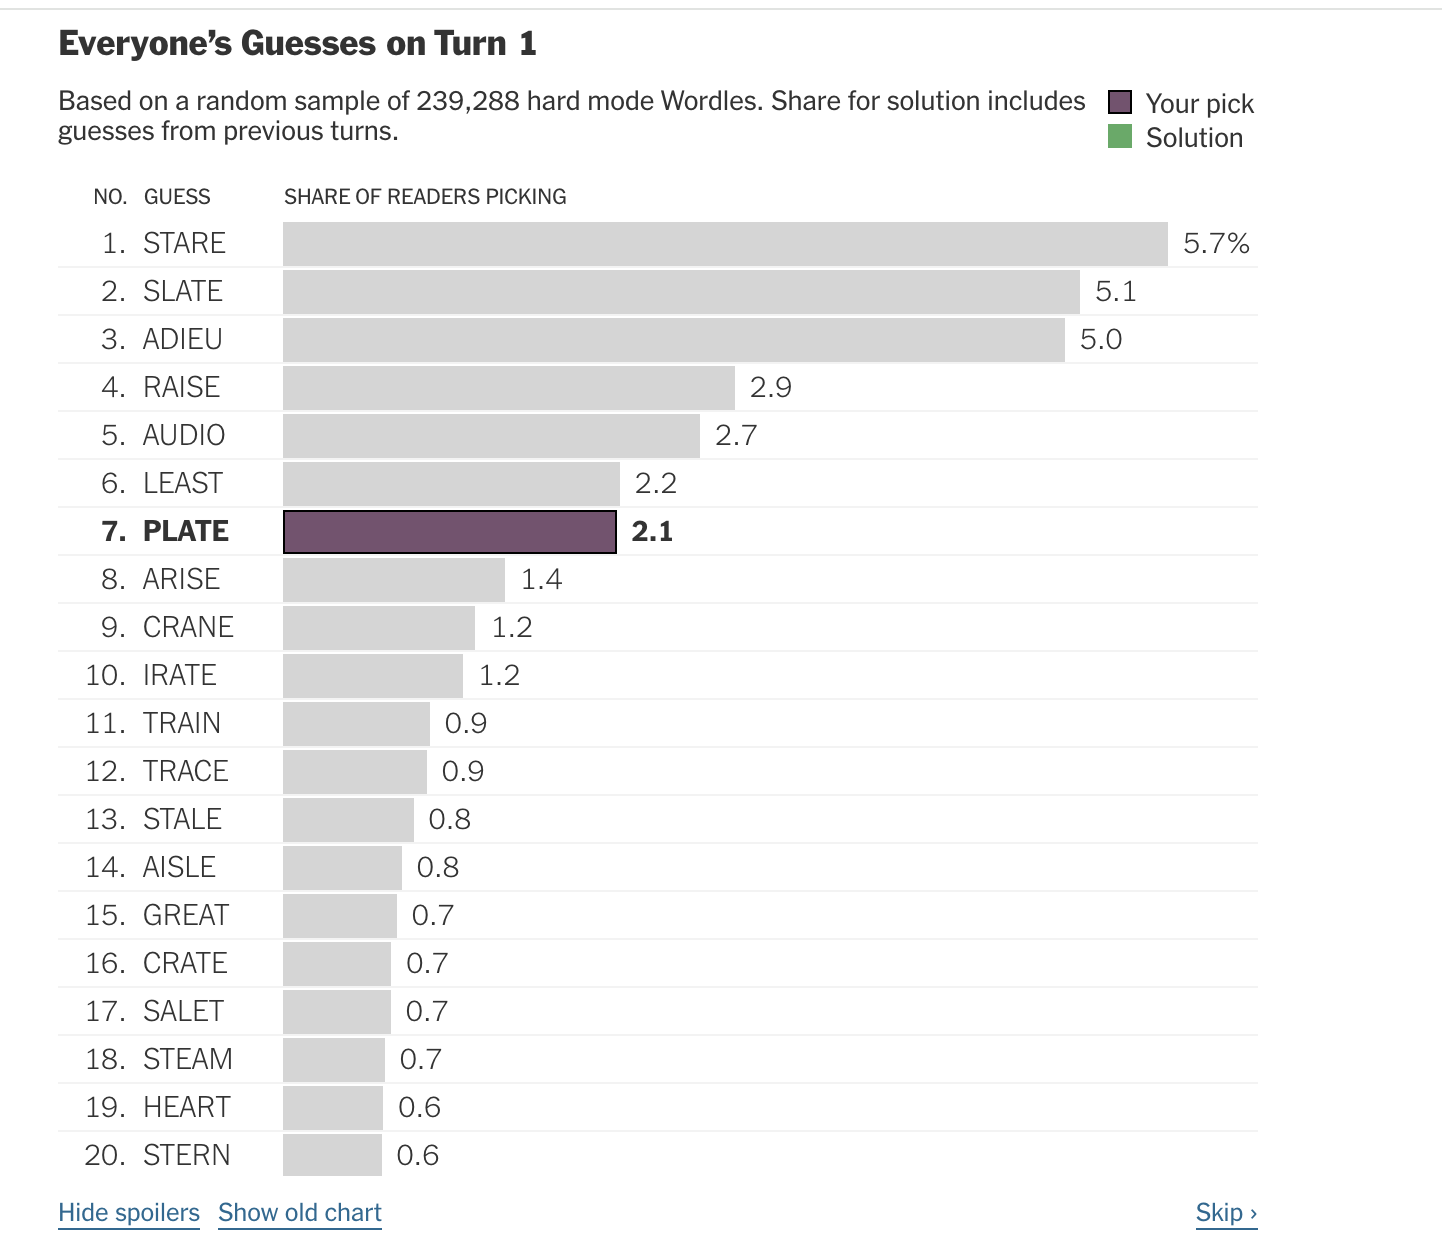 Everyone’s Guesses on Turn 1
Based on a random sample of 239,288 hard mode Wordles. Share for solution includes
guesses from previous turns.
Your pick
Solution
NO. GUESS SHARE OF READERS PICKING
1. STARE 5.7%
2. SLATE 5.1
3. ADIEU 5.0
4. RAISE 2.9
5. AUDIO 2.7
6. LEAST 2.2
7. PLATE 2.1
8. ARISE 1.4
9. CRANE 1.2
10. IRATE 1.2
11. TRAIN 0.9
12. TRACE 0.9
13. STALE 0.8
14. AISLE 0.8
15. GREAT 0.7
16. CRATE 0.7
17. SALET 0.7
18. STEAM 0.7
19. HEART 0.6
20. STERN 0.6
Hide spoilers Show old chart Skip ›